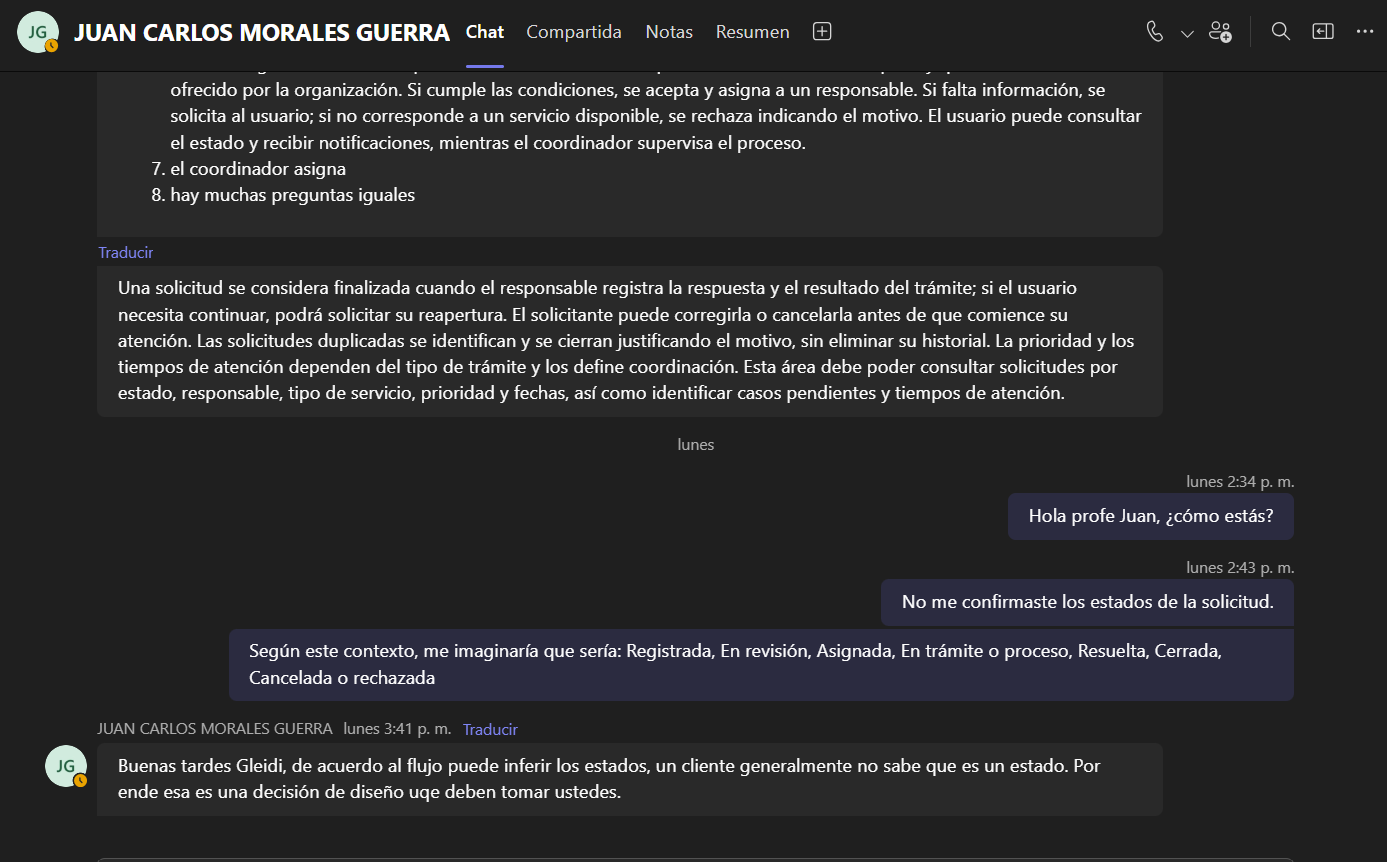 JG
JUAN CARLOS MORALES GUERRA Chat Compartida Notas Resumen
ofrecido por la organización. Si cumple las condiciones, se acepta y asigna a un responsable. Si falta información, se
solicita al usuario; si no corresponde a un servicio disponible, se rechaza indicando el motivo. El usuario puede consultar
el estado y recibir notificaciones, mientras el coordinador supervisa el proceso.
7. el coordinador asigna
8. hay muchas preguntas iguales
Traducir
Una solicitud se considera finalizada cuando el responsable registra la respuesta y el resultado del trámite; si el usuario
necesita continuar, podrá solicitar su reapertura. El solicitante puede corregirla o cancelarla antes de que comience su
atención. Las solicitudes duplicadas se identifican y se cierran justificando el motivo, sin eliminar su historial. La prioridad y los
tiempos de atención dependen del tipo de trámite y los define coordinación. Esta área debe poder consultar solicitudes por
estado, responsable, tipo de servicio, prioridad y fechas, así como identificar casos pendientes y tiempos de atención.
lunes
lunes 2:34 p. m.
Hola profe Juan, ¿cómo estás?
lunes 2:43 p. m.
No me confirmaste los estados de la solicitud.
Según este contexto, me imaginaría que sería: Registrada, En revisión, Asignada, En trámite o proceso, Resuelta, Cerrada,
Cancelada o rechazada
JUAN CARLOS MORALES GUERRA lunes 3:41 p. m. Traducir
JG
Buenas tardes Gleidi, de acuerdo al flujo puede inferir los estados, un cliente generalmente no sabe que es un estado. Por
ende esa es una decisión de diseño uqe deben tomar ustedes.